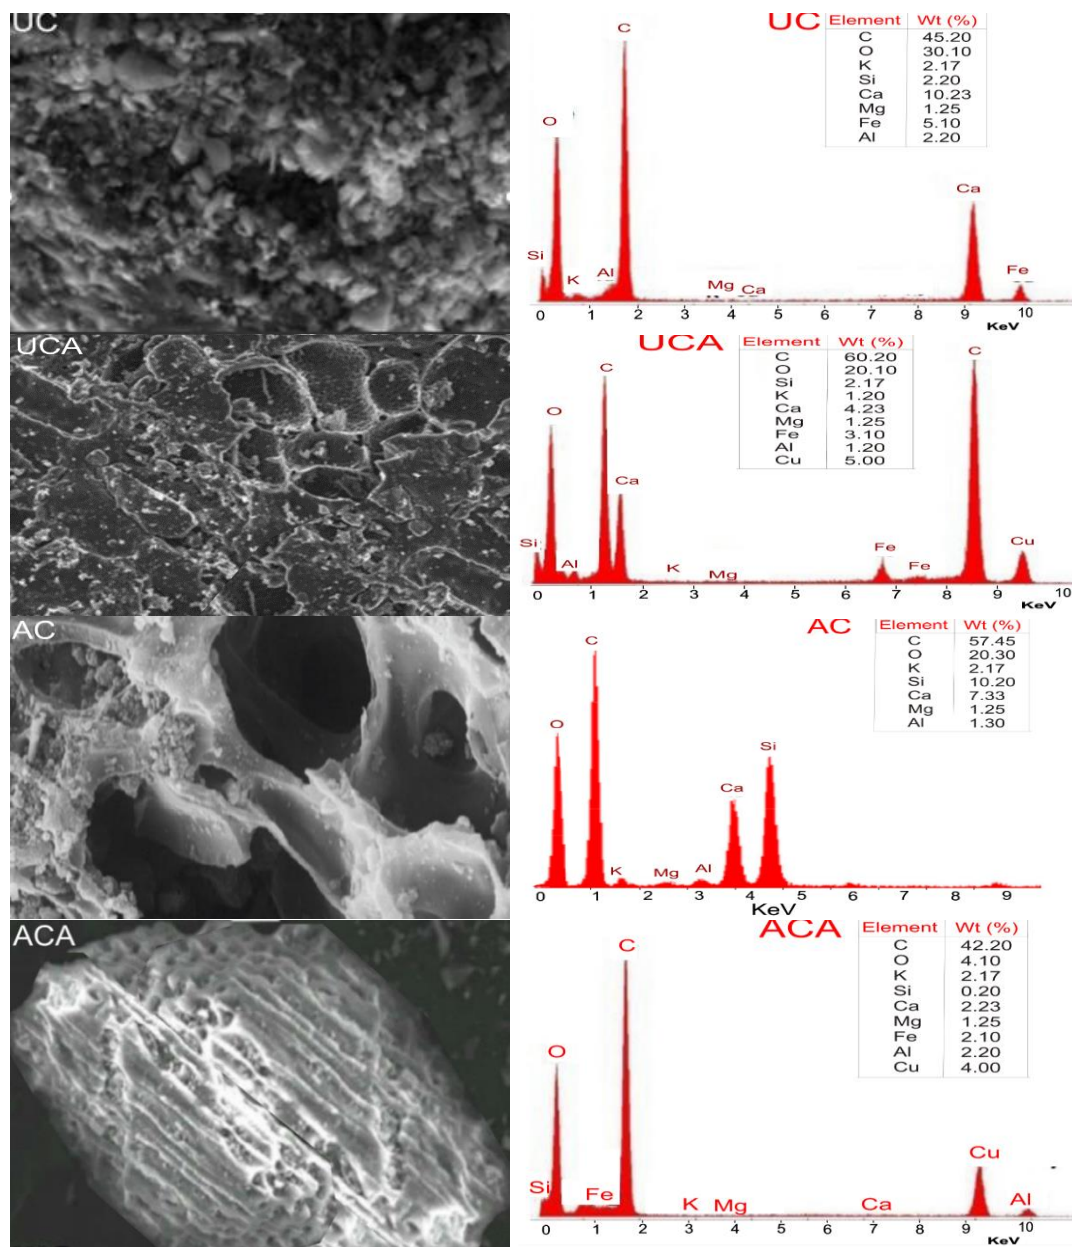 UC
UC
Element Wt (%)
C 45.20
O 30.10
K 2.17
Si 2.20
Ca 10.23
Mg 1.25
Fe 5.10
Al 2.20
C
O
Ca
Si
K
Al
Mg
Ca
Fe
0 1 2 3 4 5 6 7 8 9 10
KeV
UCA
UCA
Element Wt (%)
C 60.20
O 20.10
Si 2.17
K 1.20
Ca 4.23
Mg 1.25
Fe 3.10
Al 1.20
Cu 5.00
C
C
O
Ca
Si
Al
K
Mg
Fe
Fe
Cu
0 1 2 3 4 5 6 7 8 9 10
KeV
AC
AC
Element Wt (%)
C 57.45
O 20.30
K 2.17
Si 10.20
Ca 7.33
Mg 1.25
Al 1.30
C
O
Si
Ca
K
Mg
Al
0 1 2 3 4 5 6 7 8 9
KeV
ACA
ACA
Element Wt (%)
C 42.20
O 4.10
K 2.17
Si 0.20
Ca 2.23
Mg 1.25
Fe 2.10
Al 2.20
Cu 4.00
C
O
Cu
Si
Fe
K
Mg
Ca
Al
0 1 2 3 4 5 6 7 8 9 10
KeV